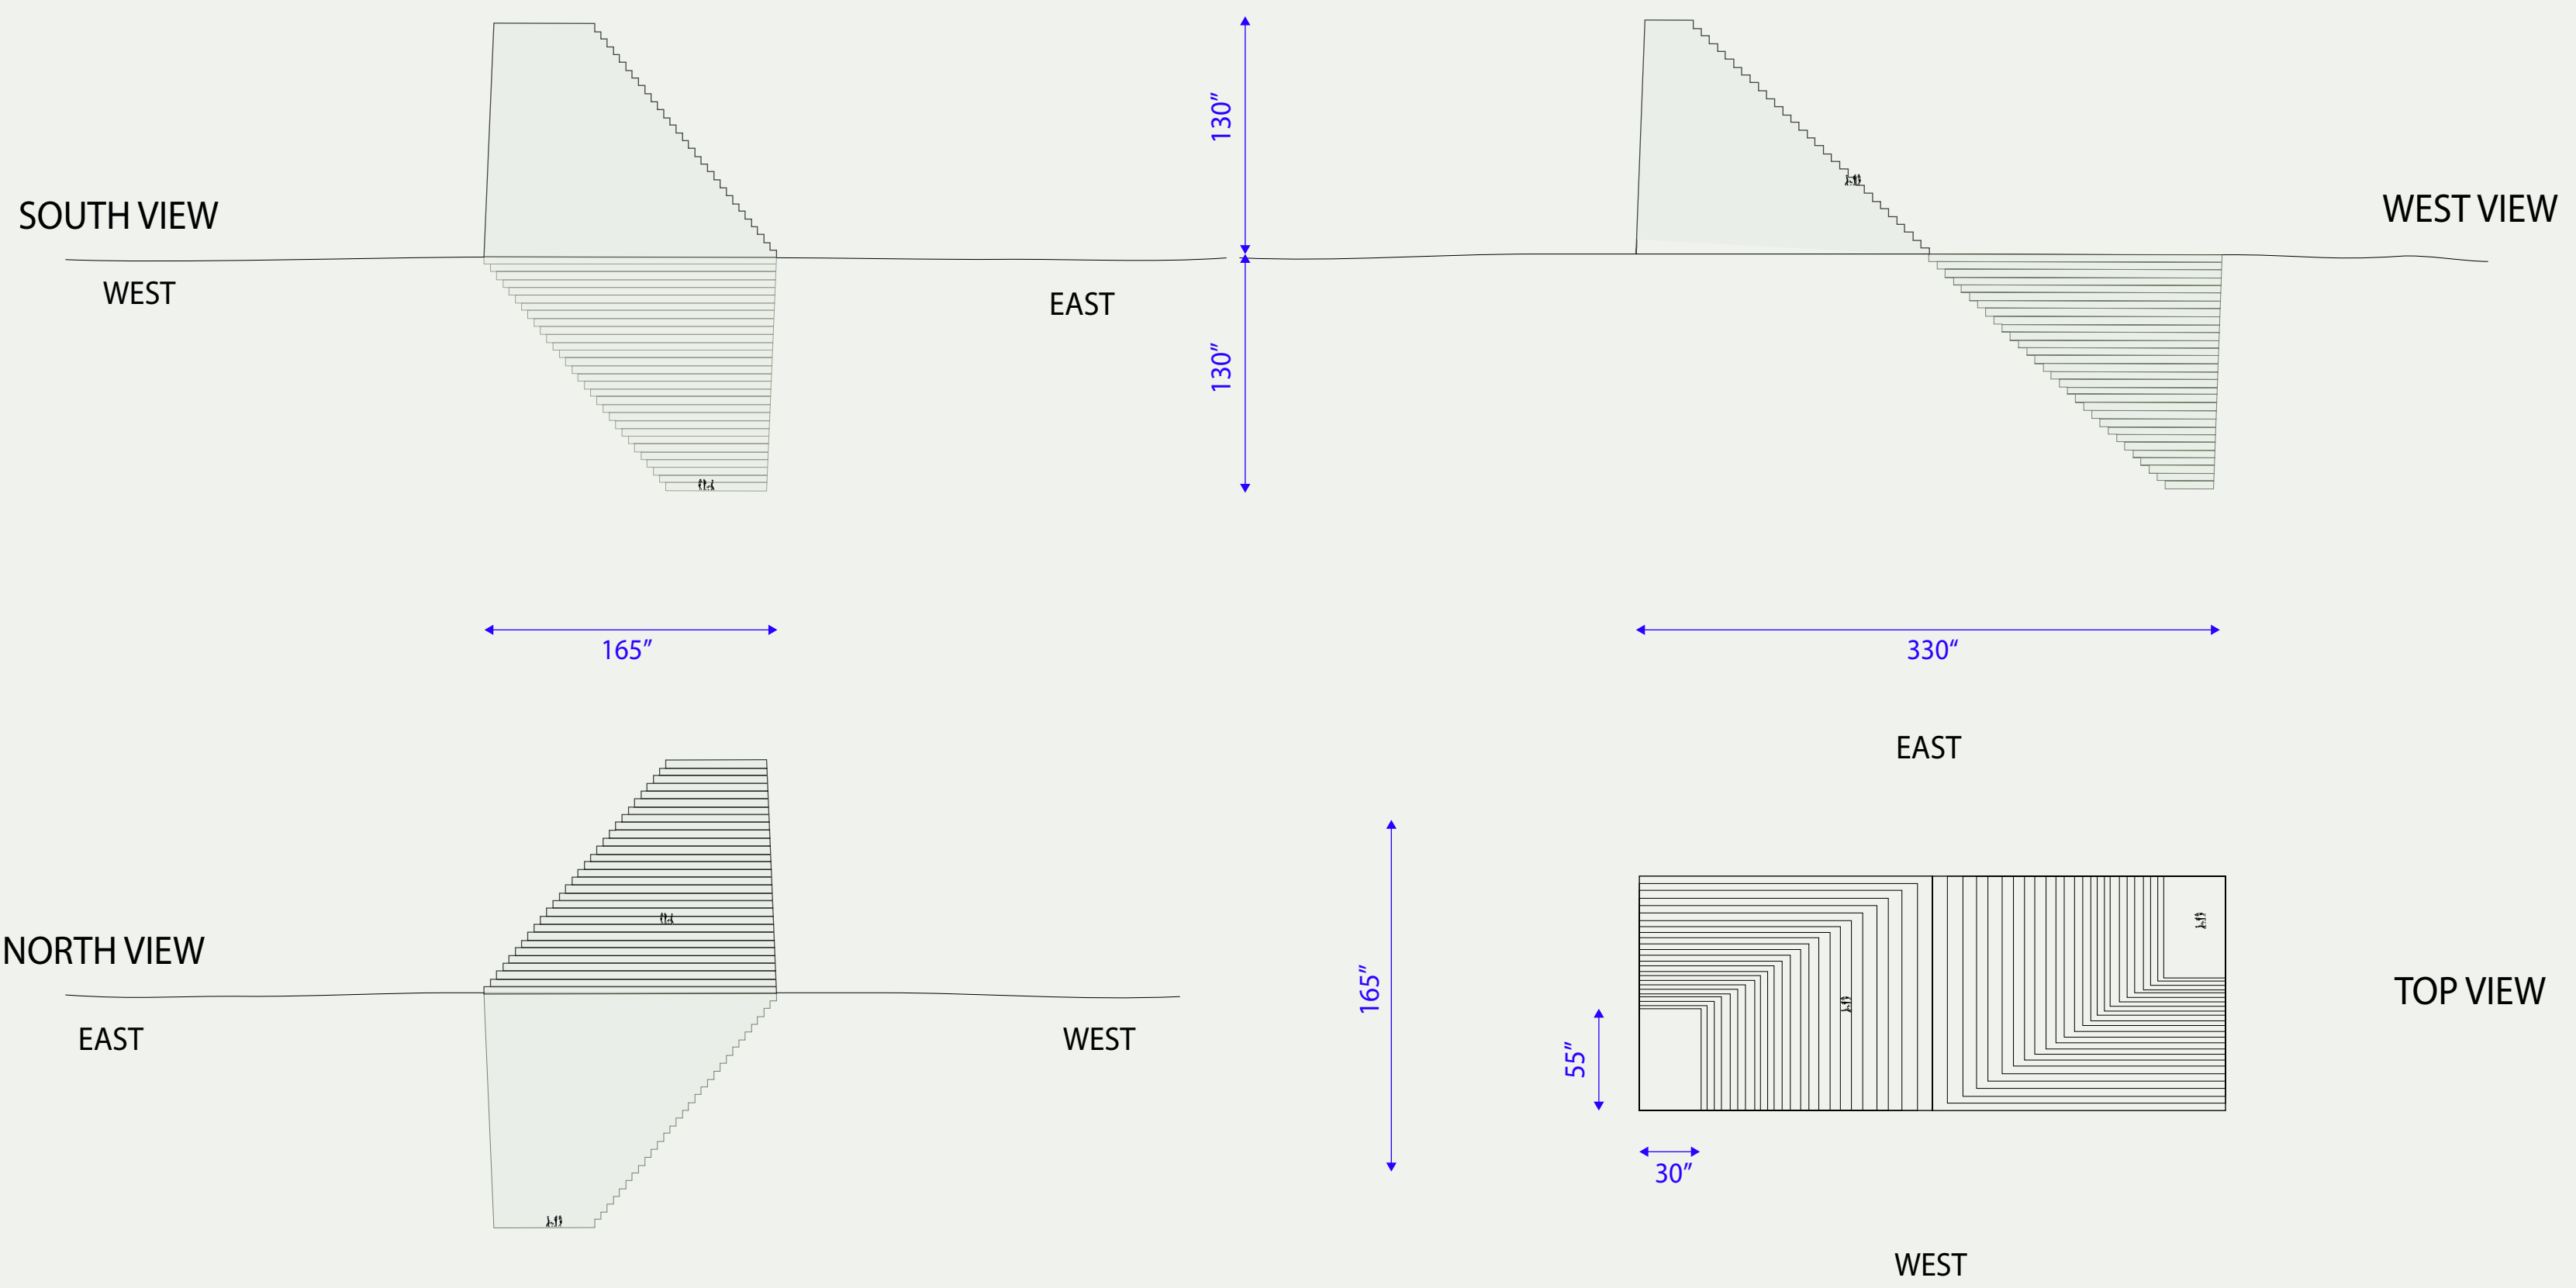 SOUTH VIEW
WEST
EAST
130”
130”
WEST VIEW
165”
330“
NORTH VIEW
EAST
WEST
EAST
165”
55”
30”
TOP VIEW
WEST